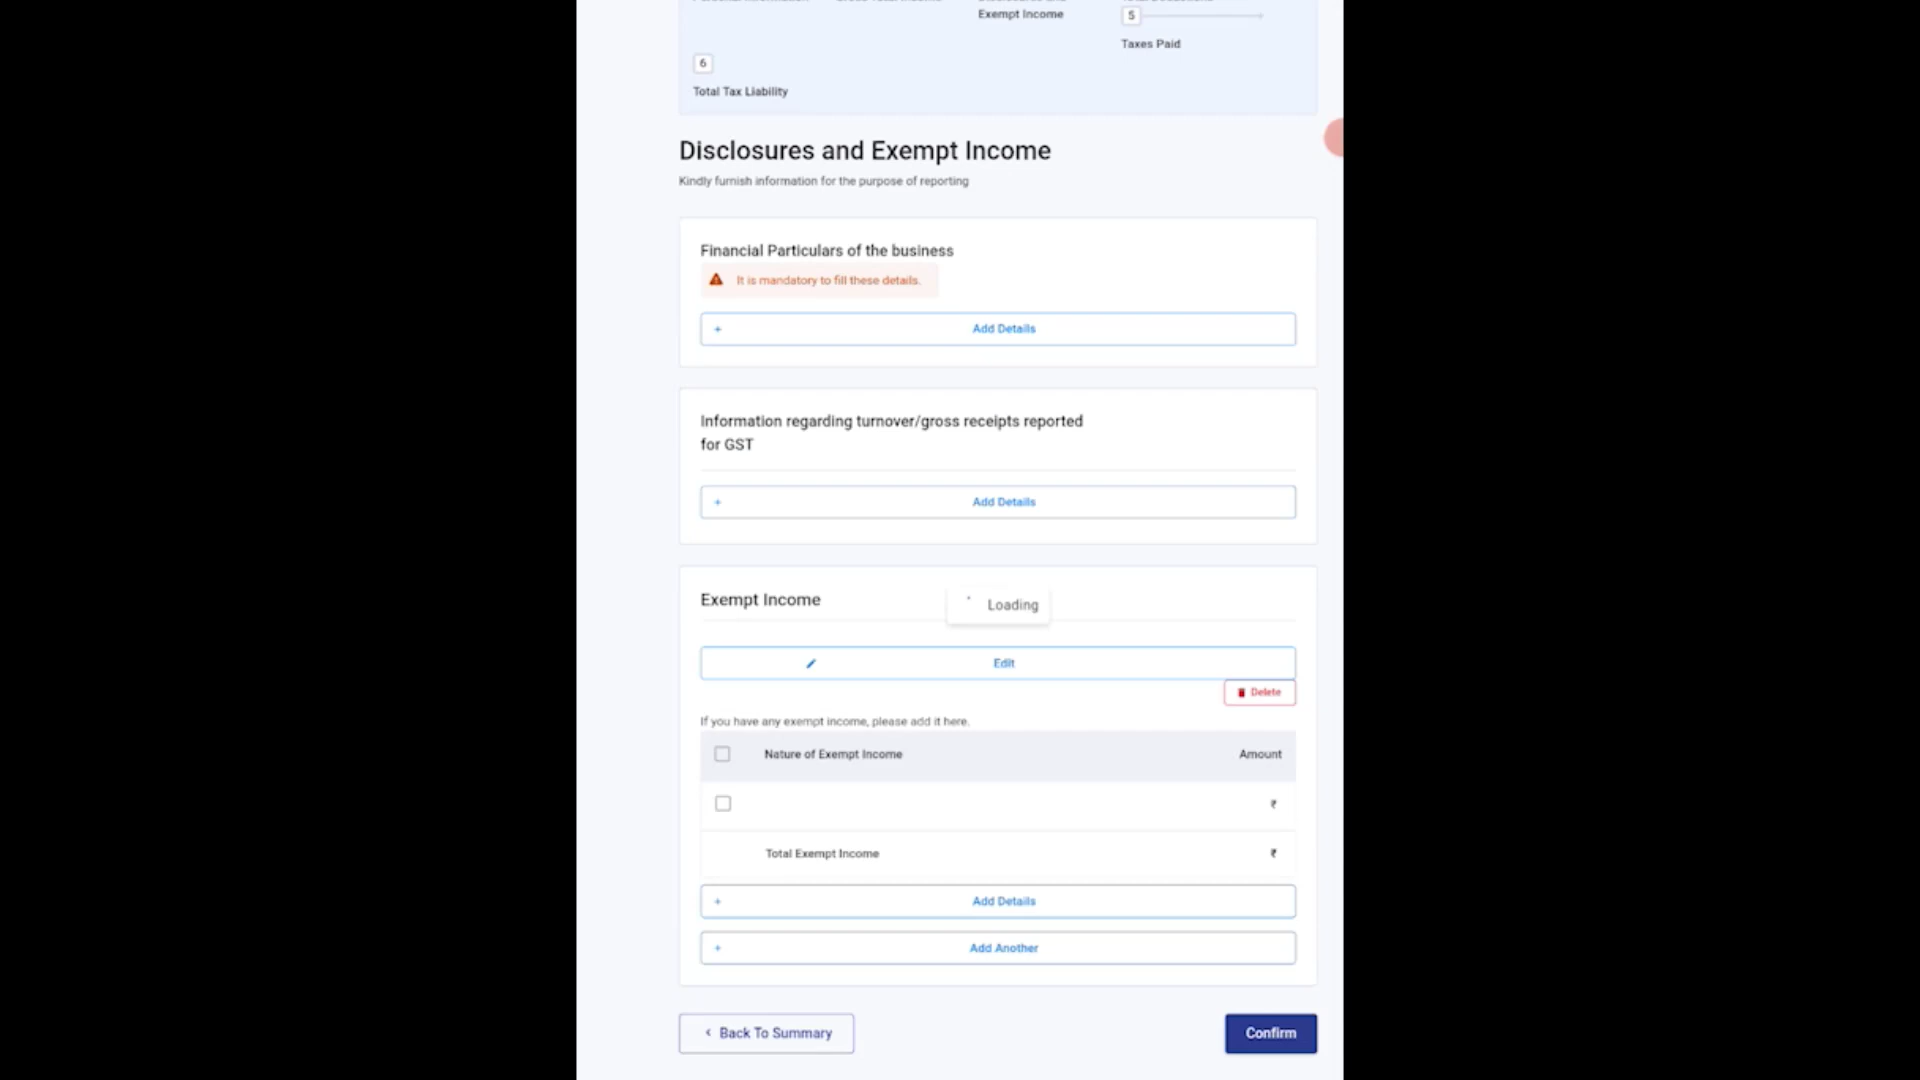 Exempt Income
5
Taxes Paid
6
Total Tax Liability
Disclosures and Exempt Income
Kindly furnish information for the purpose of reporting
Financial Particulars of the business
It is mandatory to fill these details.
+ Add Details
Information regarding turnover/gross receipts reported
for GST
+ Add Details
Exempt Income
Loading
Edit
Delete
If you have any exempt income, please add it here.
Nature of Exempt Income Amount
₹
Total Exempt Income ₹
+ Add Details
+ Add Another
< Back To Summary
Confirm